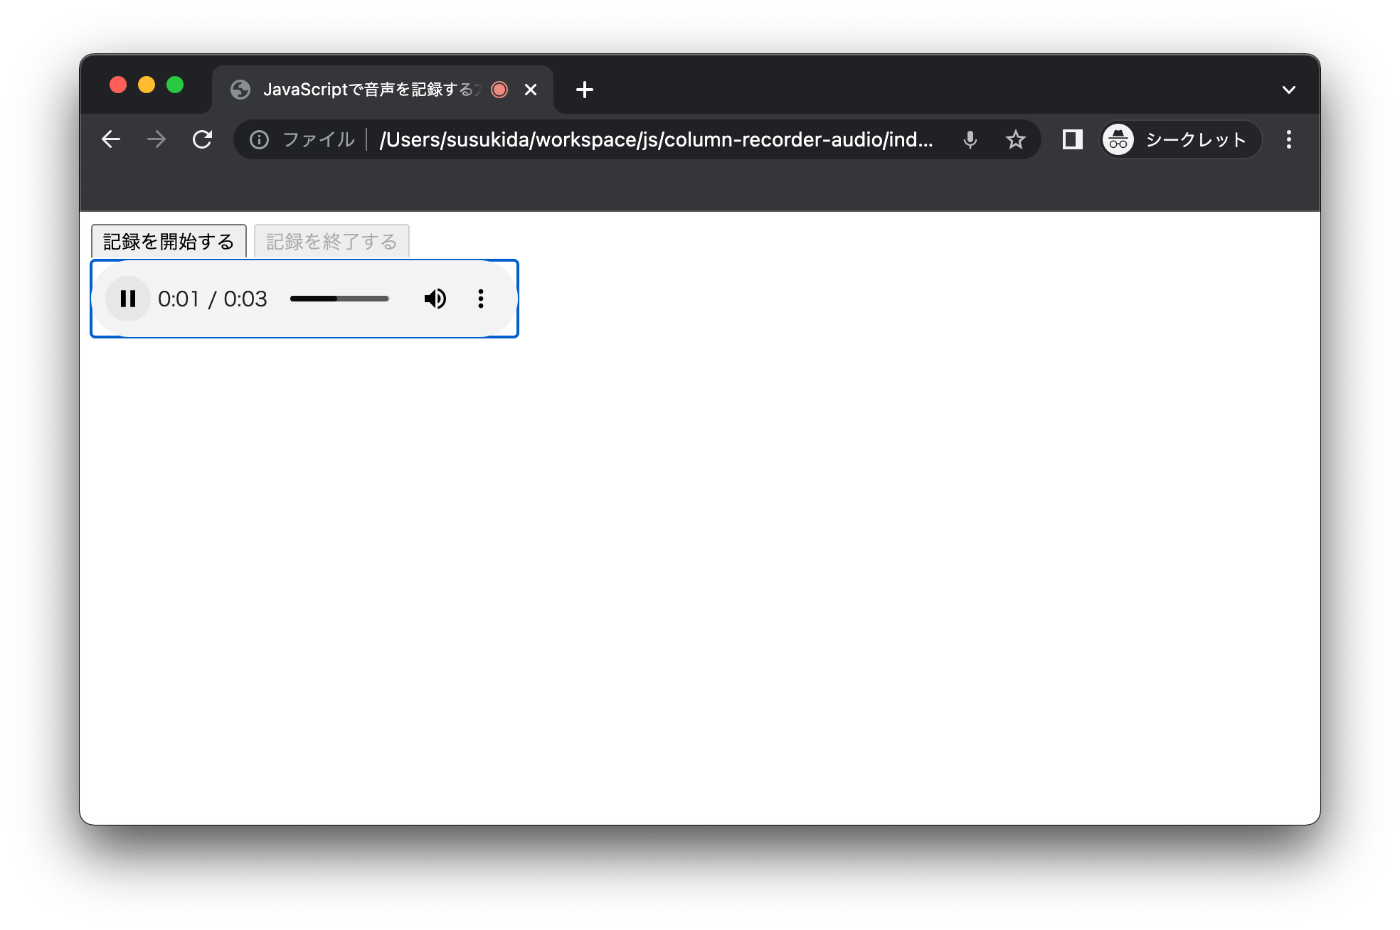 JavaScriptで音声を記録する
ファイル /Users/susukida/workspace/js/column-recorder-audio/ind... シークレット
記録を開始する 記録を終了する
0:01 / 0:03